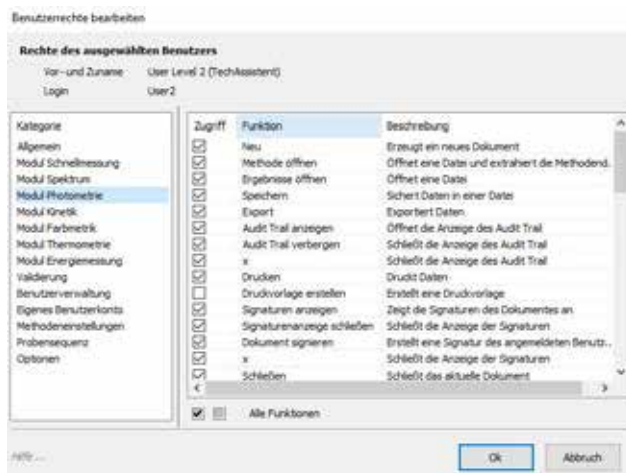 Benutzerrechte bearbeiten
Rechte des ausgewählten Benutzers
Vor- und Zuname User Level 2 (TechAssistent)
Login User2
Kategorie
Allgemein
Modul Schnellmessung
Modul Spektrum
Modul Photometrie
Modul Kinetik
Modul Farbmetrik
Modul Thermometrie
Modul Energiemessung
Validierung
Benutzerverwaltung
Eigenes Benutzerkonto
Methodeneinstellungen
Probensequenz
Optionen
Zugriff Funktion Beschreibung
Neu Erzeugt ein neues Dokument
Methode öffnen Öffnet eine Datei und extrahiert die Methodend.
Ergebnisse öffnen Öffnet eine Datei
Speichern Sichert Daten in einer Datei
Export Exportiert Daten
Audit Trail anzeigen Öffnet die Anzeige des Audit Trail
Audit Trail verbergen Schließt die Anzeige des Audit Trail
x Schließt die Anzeige des Audit Trail
Drucken Druckt Daten
Druckvorlage erstellen Erstellt eine Druckvorlage
Signaturen anzeigen Zeigt die Signaturen des Dokumentes an
Signaturenanzeige schließen Schließt die Anzeige der Signaturen
Dokument signieren Erstellt eine Signatur des angemeldeten Benutz..
x Schließt die Anzeige der Signaturen
Schließen Schließt das aktuelle Dokument
Alle Funktionen
Hilfe ... Ok Abbruch